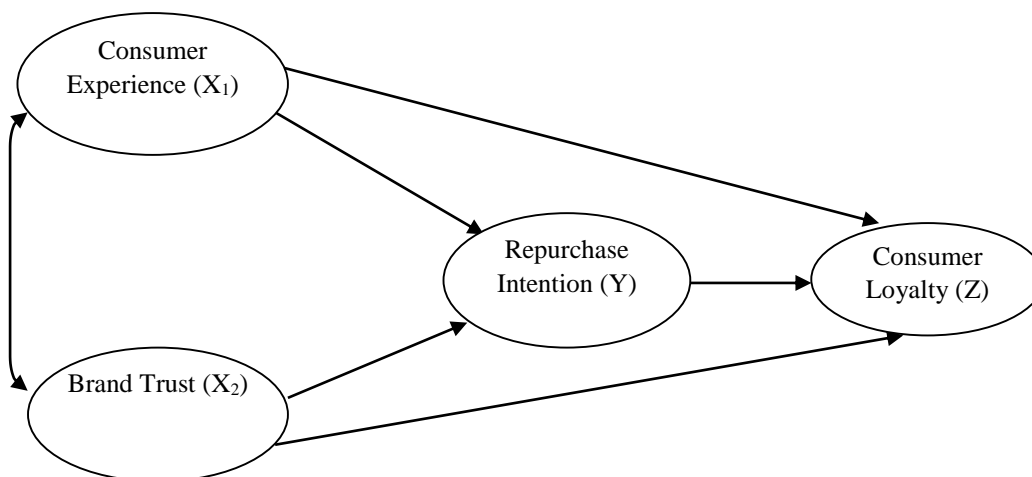 Consumer
Experience (X₁)
Repurchase
Intention (Y)
Consumer
Loyalty (Z)
Brand Trust (X₂)